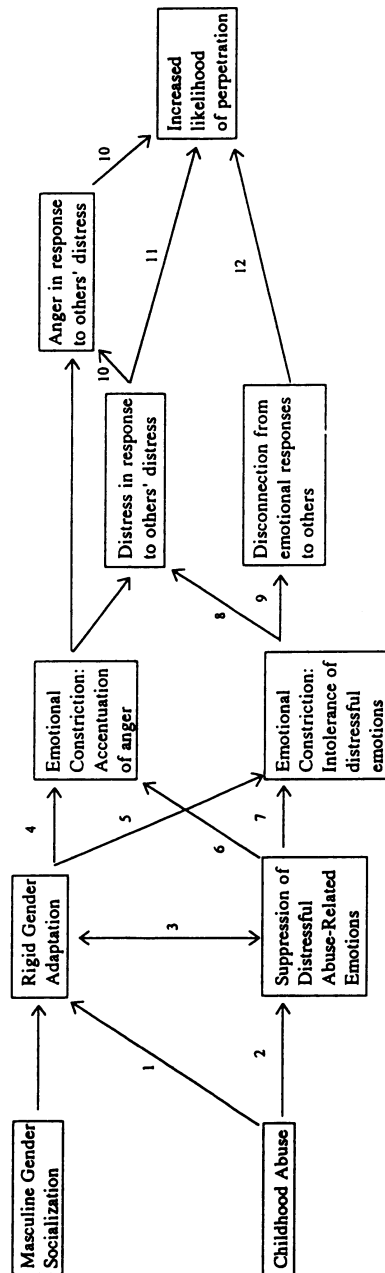 Masculine Gender
Socialization
Childhood Abuse
1
2
Rigid Gender
Adaptation
3
Suppression of
Distressful
Abuse-Related
Emotions
4
5
6
7
Emotional
Constriction:
Accentuation
of anger
Emotional
Constriction:
Intolerance of
distressful
emotions
8
9
Distress in response
to others' distress
Disconnection from
emotional responses
to others
10
Anger in response
to others' distress
10
11
12
Increased
likelihood
of perpetration